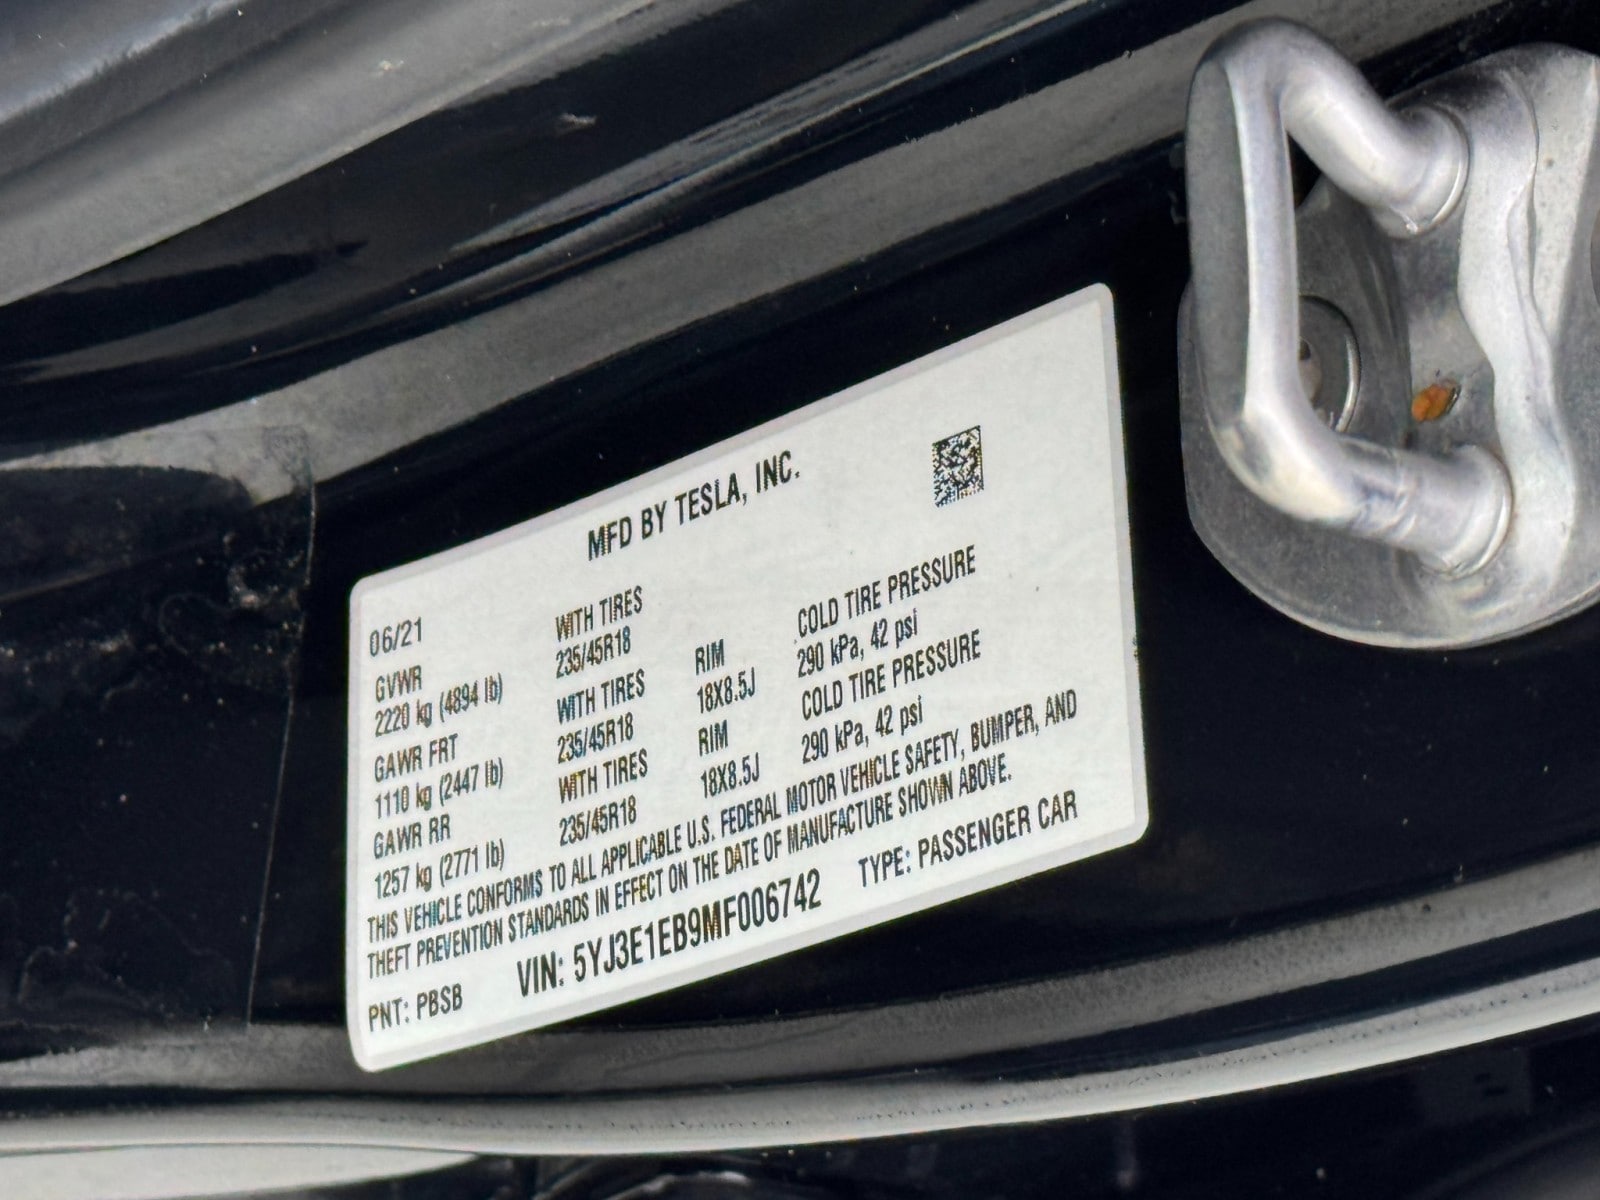 MFD BY TESLA, INC.
06/21
GVWR WITH TIRES
2220 kg (4894 lb) 235/45R18
GAWR FRT WITH TIRES RIM COLD TIRE PRESSURE
1110 kg (2447 lb) 235/45R18 18X8.5J 290 kPa, 42 psi
GAWR RR WITH TIRES RIM COLD TIRE PRESSURE
1257 kg (2771 lb) 235/45R18 18X8.5J 290 kPa, 42 psi
THIS VEHICLE CONFORMS TO ALL APPLICABLE U.S. FEDERAL MOTOR VEHICLE SAFETY, BUMPER, AND
THEFT PREVENTION STANDARDS IN EFFECT ON THE DATE OF MANUFACTURE SHOWN ABOVE.
PNT: PBSB VIN: 5YJ3E1EB9MF006742 TYPE: PASSENGER CAR